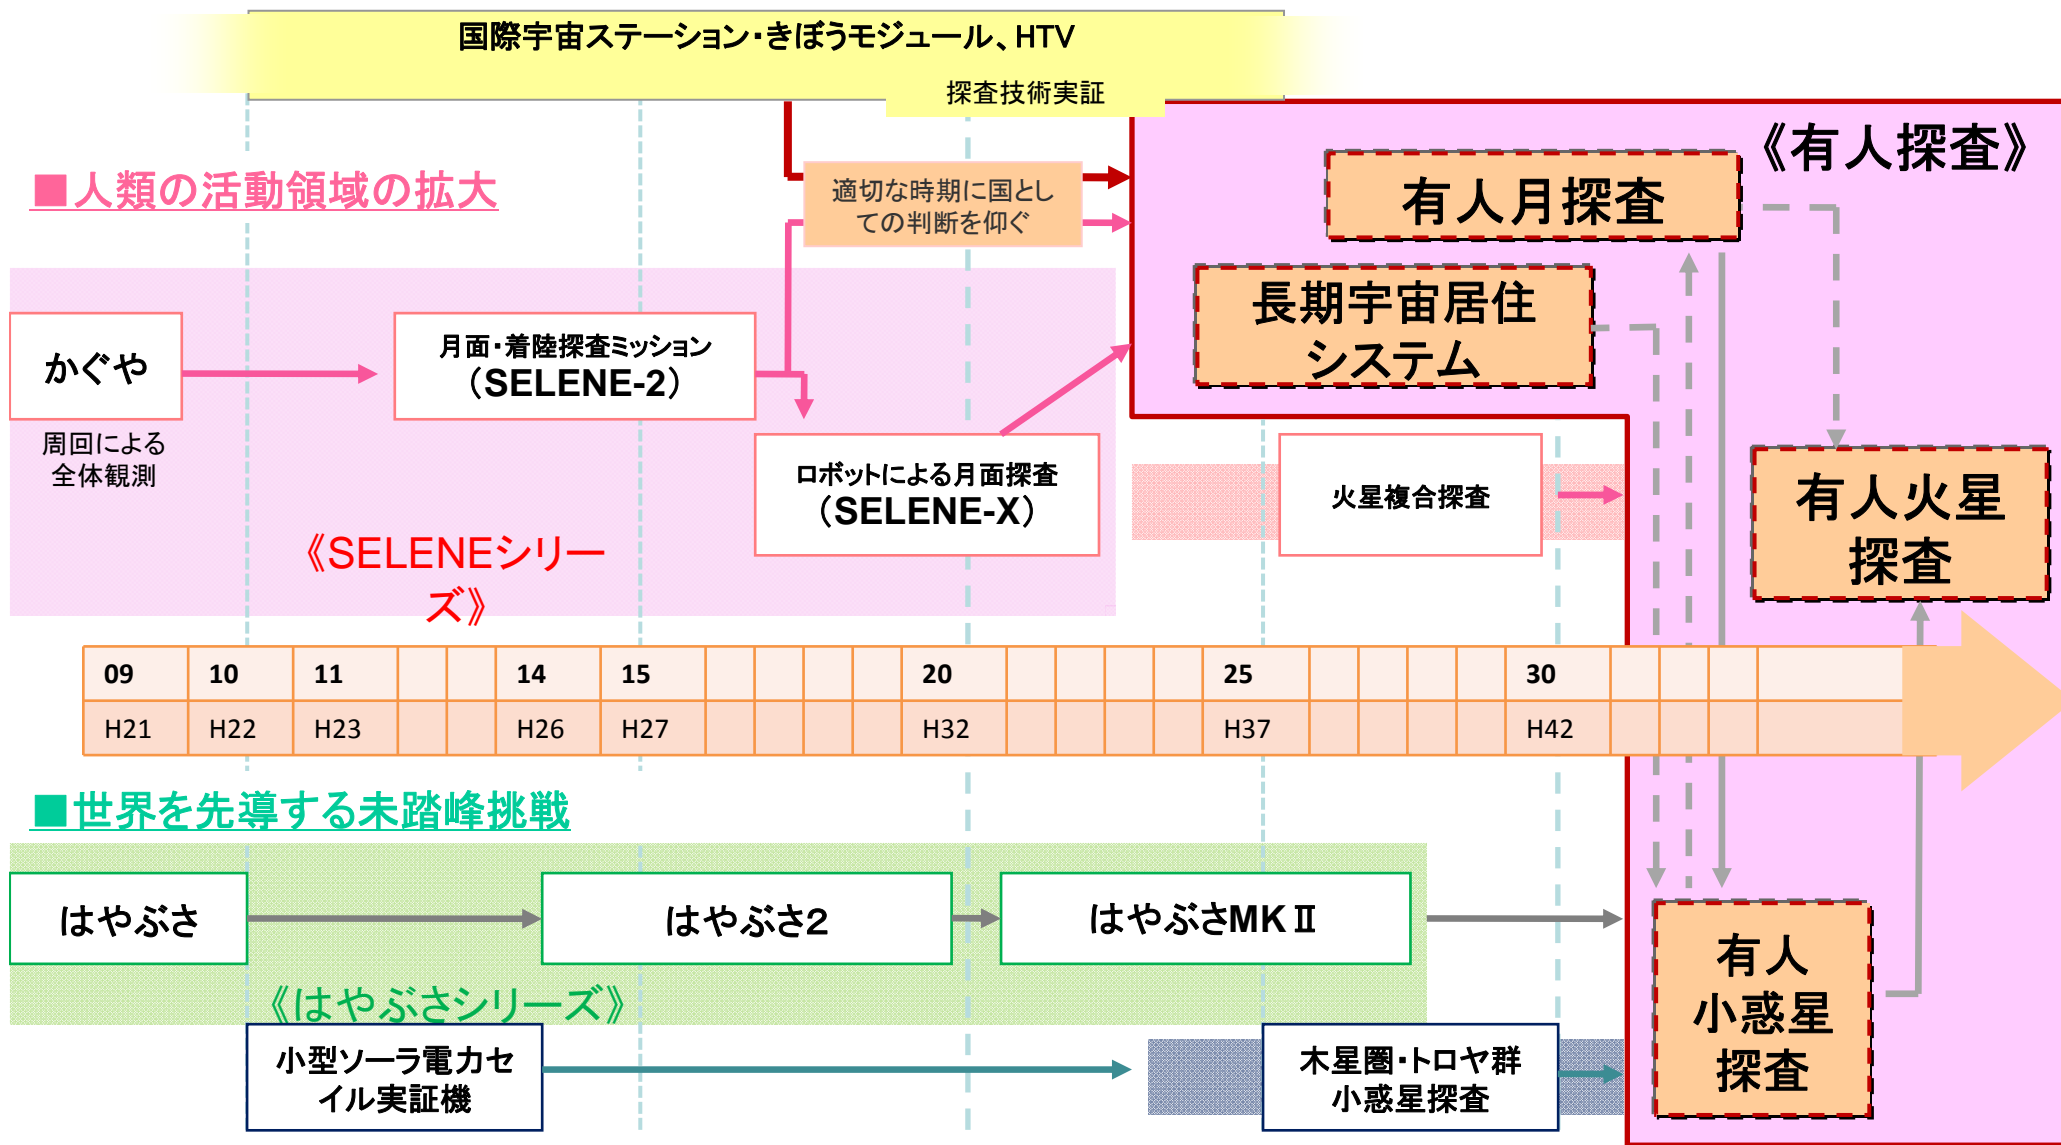 国際宇宙ステーション・きぼうモジュール、HTV
探査技術実証
《有人探査》
■人類の活動領域の拡大
適切な時期に国とし
ての判断を仰ぐ
有人月探査
長期宇宙居住
システム
かぐや
月面・着陸探査ミッション
（SELENE-2）
周回による
全体観測
ロボットによる月面探査
（SELENE-X）
火星複合探査
有人火星
探査
《SELENEシリー
ズ》
09 10 11 14 15 20 25 30
H21 H22 H23 H26 H27 H32 H37 H42
■世界を先導する未踏峰挑戦
はやぶさ
はやぶさ２
はやぶさMKⅡ
《はやぶさシリーズ》
有人
小惑星
探査
小型ソーラ電力セ
イル実証機
木星圏・トロヤ群
小惑星探査